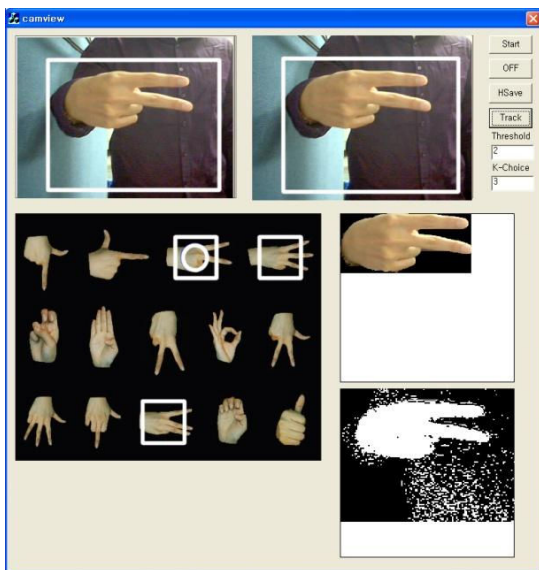 camview
Start
OFF
HSave
Track
Threshold
2
K-Choice
3